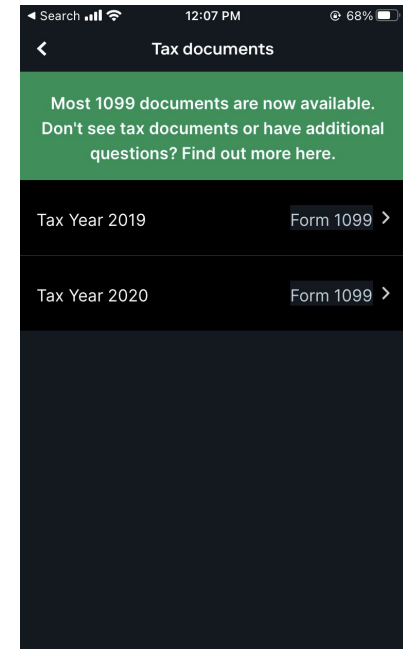 Search 12:07 PM 68%
Tax documents
Most 1099 documents are now available.
Don't see tax documents or have additional
questions? Find out more here.
Tax Year 2019 Form 1099
Tax Year 2020 Form 1099